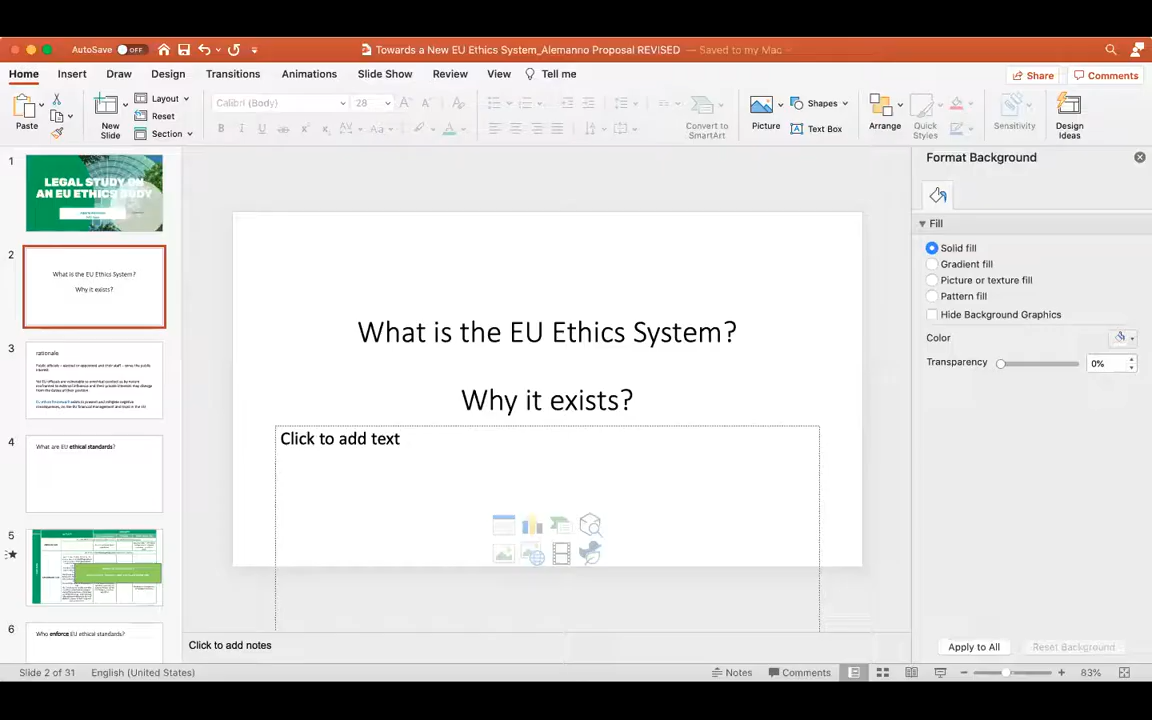 AutoSave OFF
Towards a New EU Ethics System_Alemanno Proposal REVISED — Saved to my Mac
Home Insert Draw Design Transitions Animations Slide Show Review View Tell me
Share Comments
Paste
New Slide
Layout
Reset
Section
Calibri (Body) 28
Convert to SmartArt
Picture
Shapes
Text Box
Arrange
Quick Styles
Sensitivity
Design Ideas
1
LEGAL STUDY ON
AN EU ETHICS BODY
2
What is the EU Ethics System?
Why it exists?
3
rationale
4
What are EU ethical standards?
5
6
Who enforce EU ethical standards?
What is the EU Ethics System?
Why it exists?
Click to add text
Click to add notes
Format Background
Fill
Solid fill
Gradient fill
Picture or texture fill
Pattern fill
Hide Background Graphics
Color
Transparency 0%
Apply to All Reset Background
Slide 2 of 31 English (United States) Notes Comments 83%